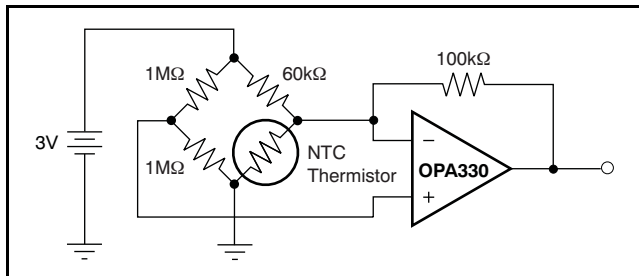 1MΩ
60kΩ
100kΩ
3V
1MΩ
NTC
Thermistor
−
OPA330
+